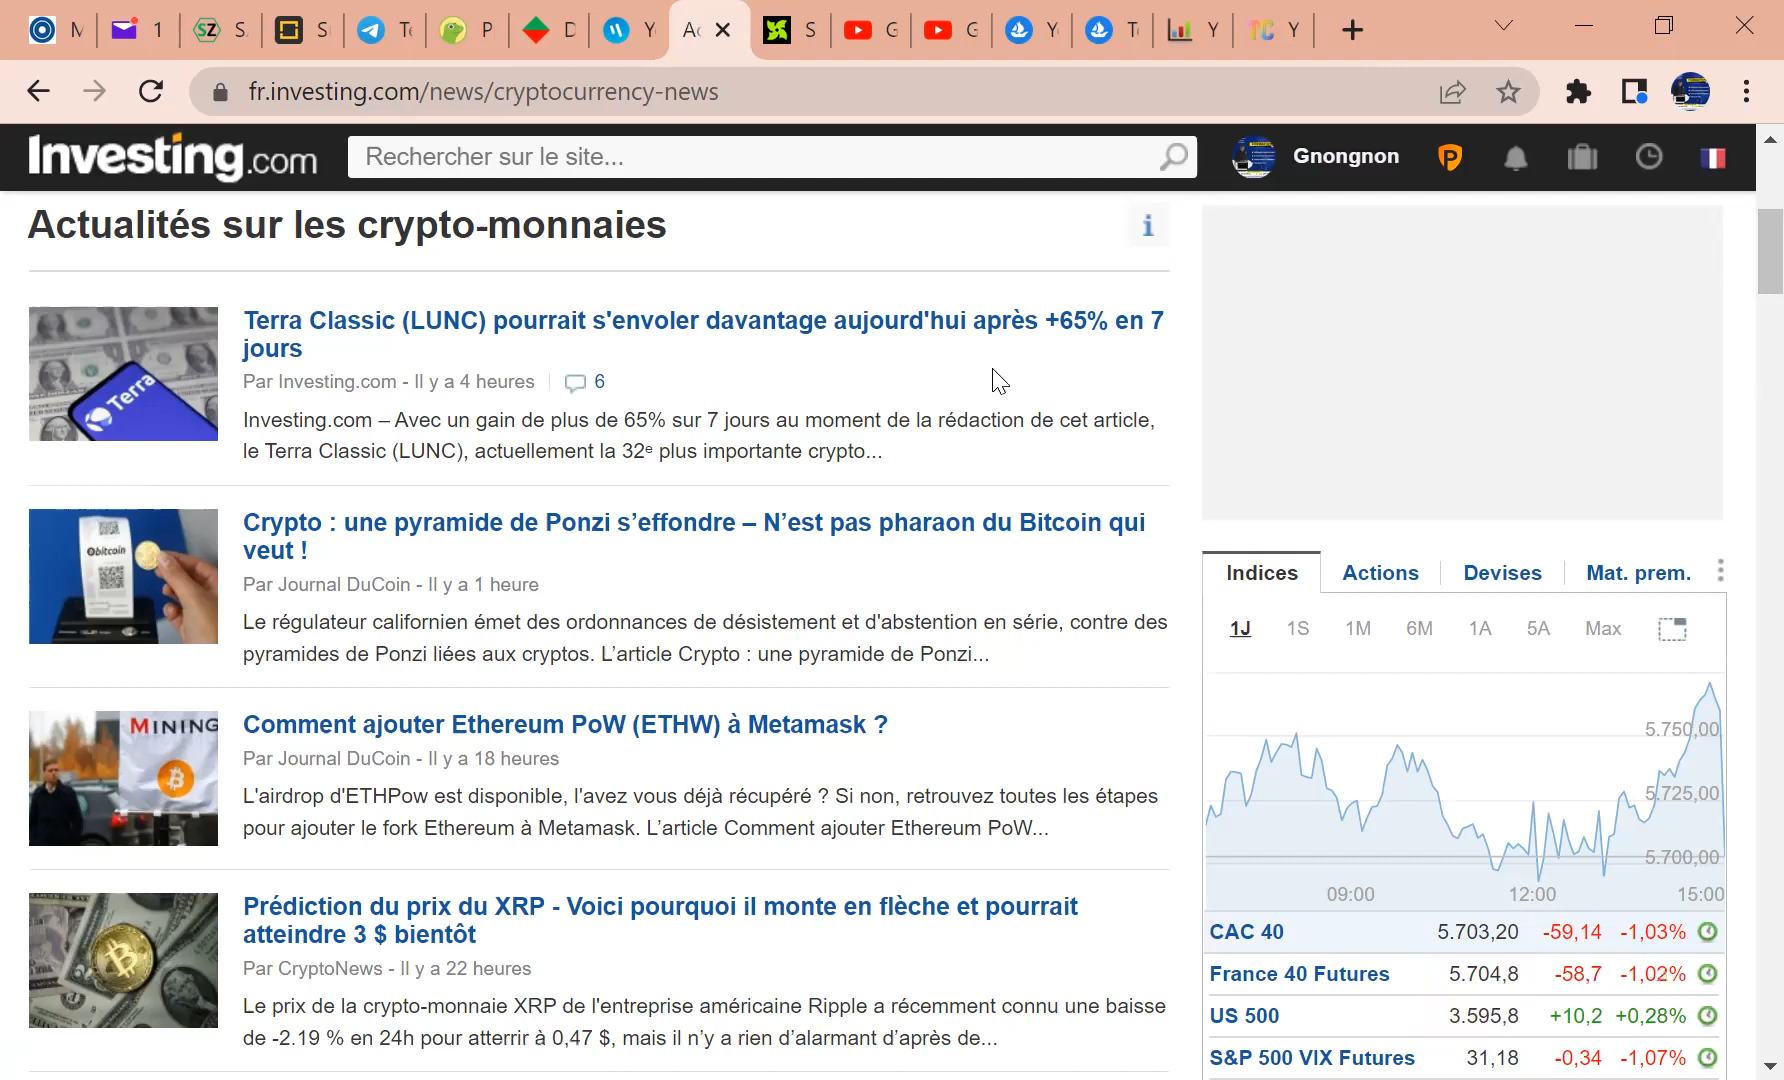 1
S
S
Te
P
D
Y
Ac
S
G
G
Y
T
Y
Y
fr.investing.com/news/cryptocurrency-news
Investing.com
Rechercher sur le site...
Gnongnon
Actualités sur les crypto-monnaies
Terra Classic (LUNC) pourrait s'envoler davantage aujourd'hui après +65% en 7
jours
Par Investing.com - Il y a 4 heures
6
Investing.com – Avec un gain de plus de 65% sur 7 jours au moment de la rédaction de cet article,
le Terra Classic (LUNC), actuellement la 32ᵉ plus importante crypto...
Terra
Crypto : une pyramide de Ponzi s’effondre – N’est pas pharaon du Bitcoin qui
veut !
Par Journal DuCoin - Il y a 1 heure
Le régulateur californien émet des ordonnances de désistement et d'abstention en série, contre des
pyramides de Ponzi liées aux cryptos. L’article Crypto : une pyramide de Ponzi...
bitcoin
Comment ajouter Ethereum PoW (ETHW) à Metamask ?
Par Journal DuCoin - Il y a 18 heures
L'airdrop d'ETHPow est disponible, l'avez vous déjà récupéré ? Si non, retrouvez toutes les étapes
pour ajouter le fork Ethereum à Metamask. L’article Comment ajouter Ethereum PoW...
MINING
Prédiction du prix du XRP - Voici pourquoi il monte en flèche et pourrait
atteindre 3 $ bientôt
Par CryptoNews - Il y a 22 heures
Le prix de la crypto-monnaie XRP de l'entreprise américaine Ripple a récemment connu une baisse
de -2.19 % en 24h pour atterrir à 0,47 $, mais il n’y a rien d’alarmant d’après de...
Indices Actions Devises Mat. prem.
1J 1S 1M 6M 1A 5A Max
5.750,00
5.725,00
5.700,00
09:00 12:00 15:00
CAC 40 5.703,20 -59,14 -1,03%
France 40 Futures 5.704,8 -58,7 -1,02%
US 500 3.595,8 +10,2 +0,28%
S&P 500 VIX Futures 31,18 -0,34 -1,07%